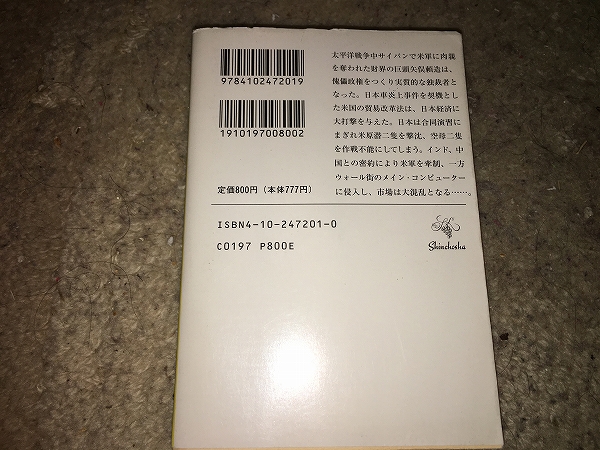 9784102472019
1910197008002
定価800円（本体777円）
太平洋戦争中サイパンで米軍に肉親
を奪われた財界の巨頭矢俣頼造は、
傀儡政権をつくり実質的な独裁者と
なった。日本車炎上事件を契機とし
た米国の貿易改革法は、日本経済に
大打撃を与えた。日本は合同演習に
まぎれ米原潜二隻を撃沈、空母二隻
を作戦不能にしてしまう。インド、中
国との密約により米軍を牽制、一方
ウォール街のメイン・コンピューター
に侵入し、市場は大混乱となる……。
ISBN4-10-247201-0
C0197 P800E
Shinchosha